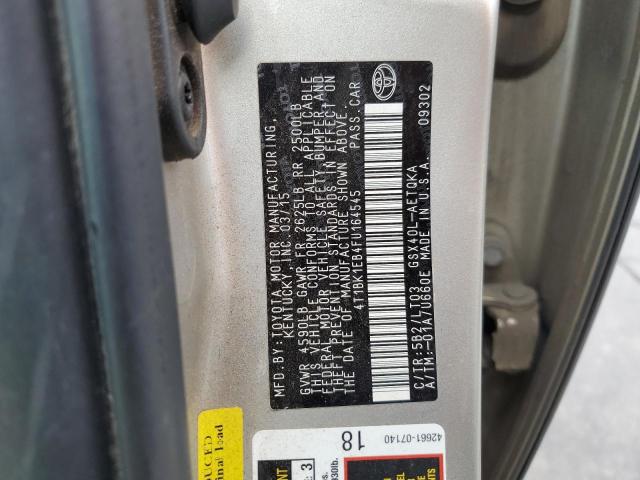 MFD. BY: TOYOTA MOTOR MANUFACTURING,
KENTUCKY, INC. 03/15
GVWR 4590LB GAWR FR 2625LB RR 2500LB
THIS VEHICLE CONFORMS TO ALL APPLICABLE
FEDERAL MOTOR VEHICLE SAFETY, BUMPER, AND
THEFT PREVENTION STANDARDS IN EFFECT ON
THE DATE OF MANUFACTURE SHOWN ABOVE.
4T1BK1EB4FU164545 PASS. CAR
C/TR:5B2/LT03 GSX40L-AETQKA
A/TM:-01A/U660E MADE IN U.S.A. 09302
42661-07140
18